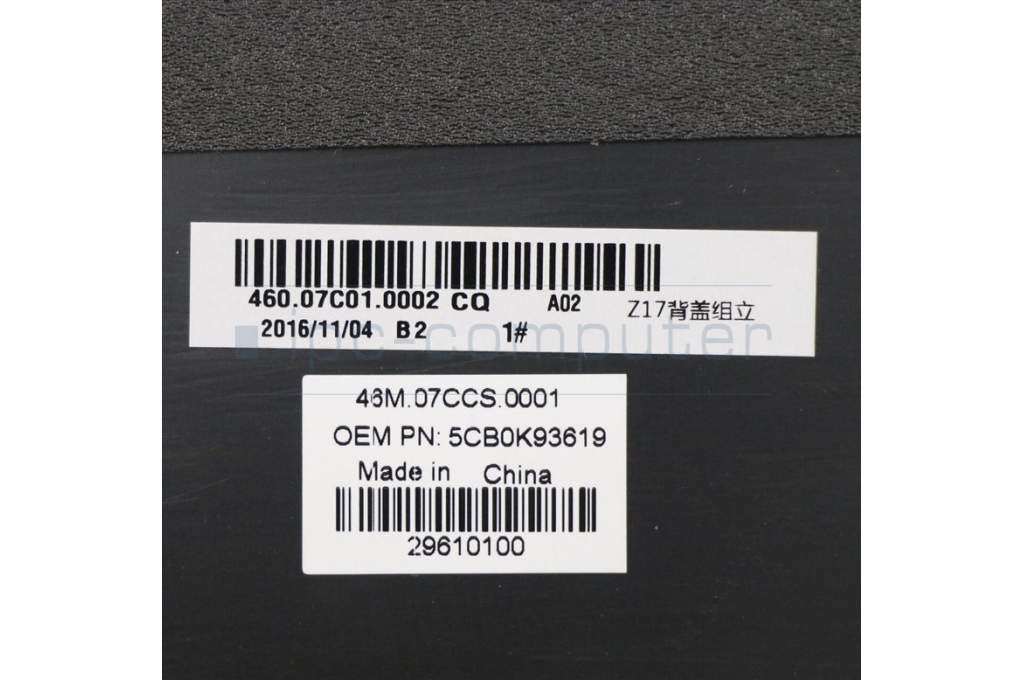 460.07C01.0002 CQ A02 Z17背盖组立
2016/11/04 B2 1#
ipc-computer
46M.07CCS.0001
OEM PN: 5CB0K93619
Made in China
29610100